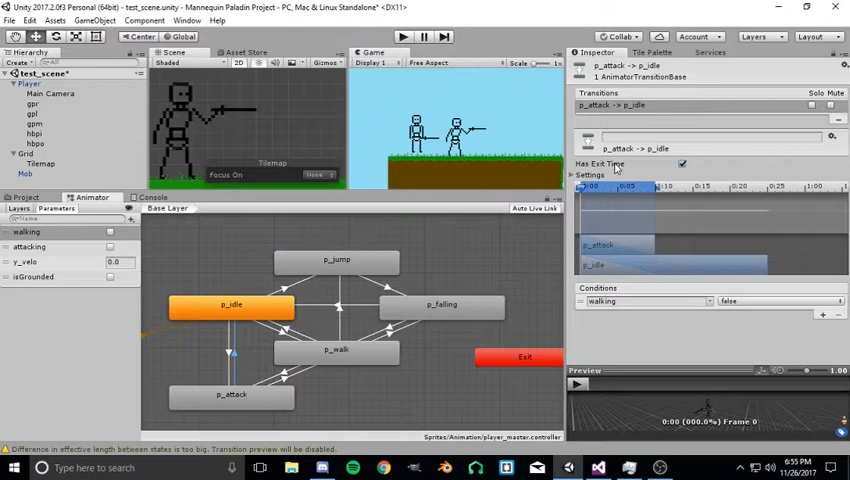 Unity 2017.2.0f3 Personal (64bit) - test_scene.unity - Mannequin Paladin Project - PC, Mac & Linux Standalone* <DX11>
File Edit Assets GameObject Component Window Help
Center Global Collab Account Layers Layout
Hierarchy Scene Asset Store Game Inspector Tile Palette Services
Create All Shaded 2D Gizmos Display 1 Free Aspect Scale 1
test_scene*
Player
Main Camera
gpr
gpl
gpm
hbpi
hbpo
Grid
Tilemap
Mob
Tilemap
Focus On None
p_attack -> p_idle
1 AnimatorTransitionBase
Transitions Solo Mute
p_attack -> p_idle
p_attack -> p_idle
Has Exit Time
Settings
0:00 0:05 0:10 0:15 0:20 0:25 1:00
p_attack
p_idle
Conditions
walking false
Project Animator Console
Layers Parameters Base Layer Auto Live Link
Name
walking
attacking
y_velo 0.0
isGrounded
p_jump
p_idle
p_falling
p_walk
Exit
p_attack
Sprites/Animation/player_master.controller
Preview 1.00
0:00 (000.0%) Frame 0
Difference in effective length between states is too big. Transition preview will be disabled.
Type here to search
6:55 PM
11/26/2017